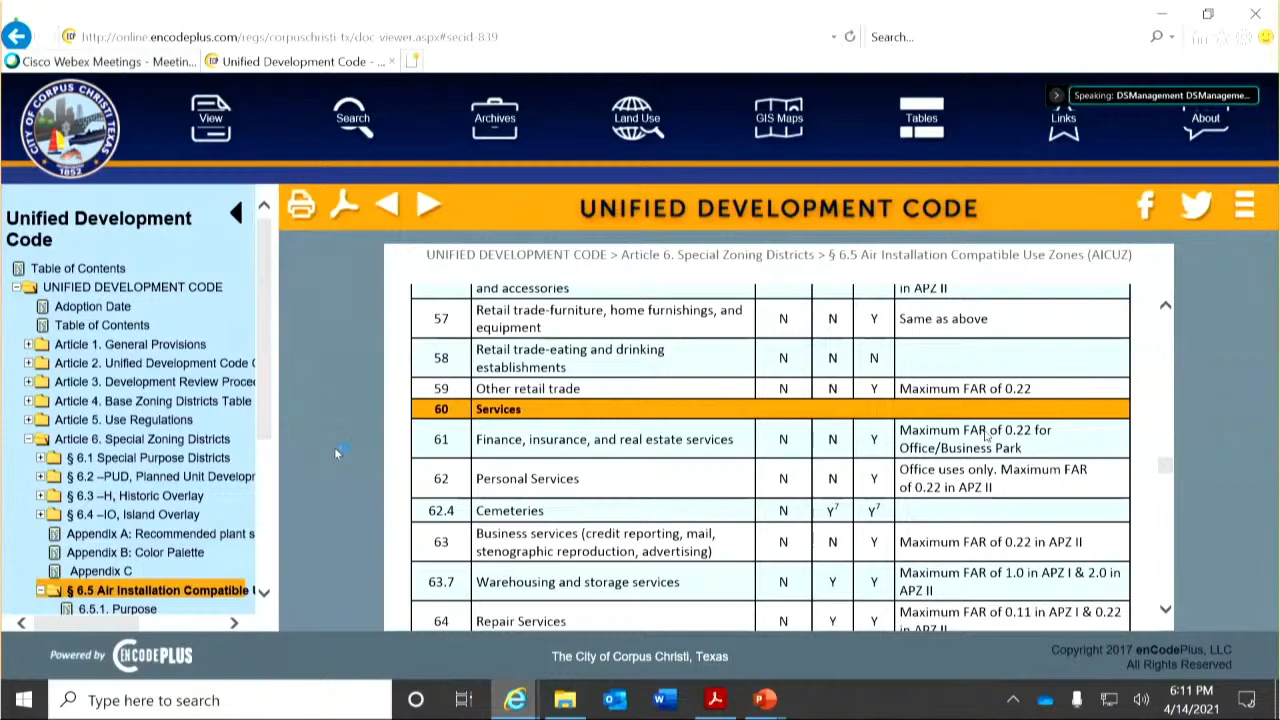 http://online.encodeplus.com/regs/corpuschristi-tx/doc-viewer.aspx#secid-839
Search...
Cisco Webex Meetings - Meetin...
Unified Development Code - ...
CITY OF CORPUS CHRISTI, TEXAS
1852
View
Search
Archives
Land Use
GIS Maps
Tables
Links
About
Speaking: DSManagement DSManageme...
Unified Development
Code
Table of Contents
UNIFIED DEVELOPMENT CODE
Adoption Date
Table of Contents
Article 1. General Provisions
Article 2. Unified Development Code
Article 3. Development Review Proce
Article 4. Base Zoning Districts Table
Article 5. Use Regulations
Article 6. Special Zoning Districts
§ 6.1 Special Purpose Districts
§ 6.2 –PUD, Planned Unit Developr
§ 6.3 –H, Historic Overlay
§ 6.4 –IO, Island Overlay
Appendix A: Recommended plant s
Appendix B: Color Palette
Appendix C
§ 6.5 Air Installation Compatible
6.5.1. Purpose
UNIFIED DEVELOPMENT CODE
UNIFIED DEVELOPMENT CODE > Article 6. Special Zoning Districts > § 6.5 Air Installation Compatible Use Zones (AICUZ)
and accessories in APZ II
57 Retail trade-furniture, home furnishings, and equipment N N Y Same as above
58 Retail trade-eating and drinking establishments N N N
59 Other retail trade N N Y Maximum FAR of 0.22
60 Services
61 Finance, insurance, and real estate services N N Y Maximum FAR of 0.22 for Office/Business Park
62 Personal Services N N Y Office uses only. Maximum FAR of 0.22 in APZ II
62.4 Cemeteries N Y⁷ Y⁷
63 Business services (credit reporting, mail, stenographic reproduction, advertising) N N Y Maximum FAR of 0.22 in APZ II
63.7 Warehousing and storage services N Y Y Maximum FAR of 1.0 in APZ I & 2.0 in APZ II
64 Repair Services N Y Y Maximum FAR of 0.11 in APZ I & 0.22 in APZ II
Powered by ENCODEPLUS
The City of Corpus Christi, Texas
Copyright 2017 enCodePlus, LLC
All Rights Reserved
Type here to search
6:11 PM
4/14/2021